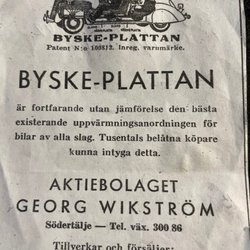 BYSKE-PLATTAN
Patent N:o 100812. Inreg. varumärke.
BYSKE-PLATTAN
är fortfarande utan jämförelse den bästa
existerande uppvärmningsanordningen för
bilar av alla slag. Tusentals belåtna köpare
kunna intyga detta.
AKTIEBOLAGET
GEORG WIKSTRÖM
Södertälje — Tel. väx. 300 86
Tillverkar och försäljer: